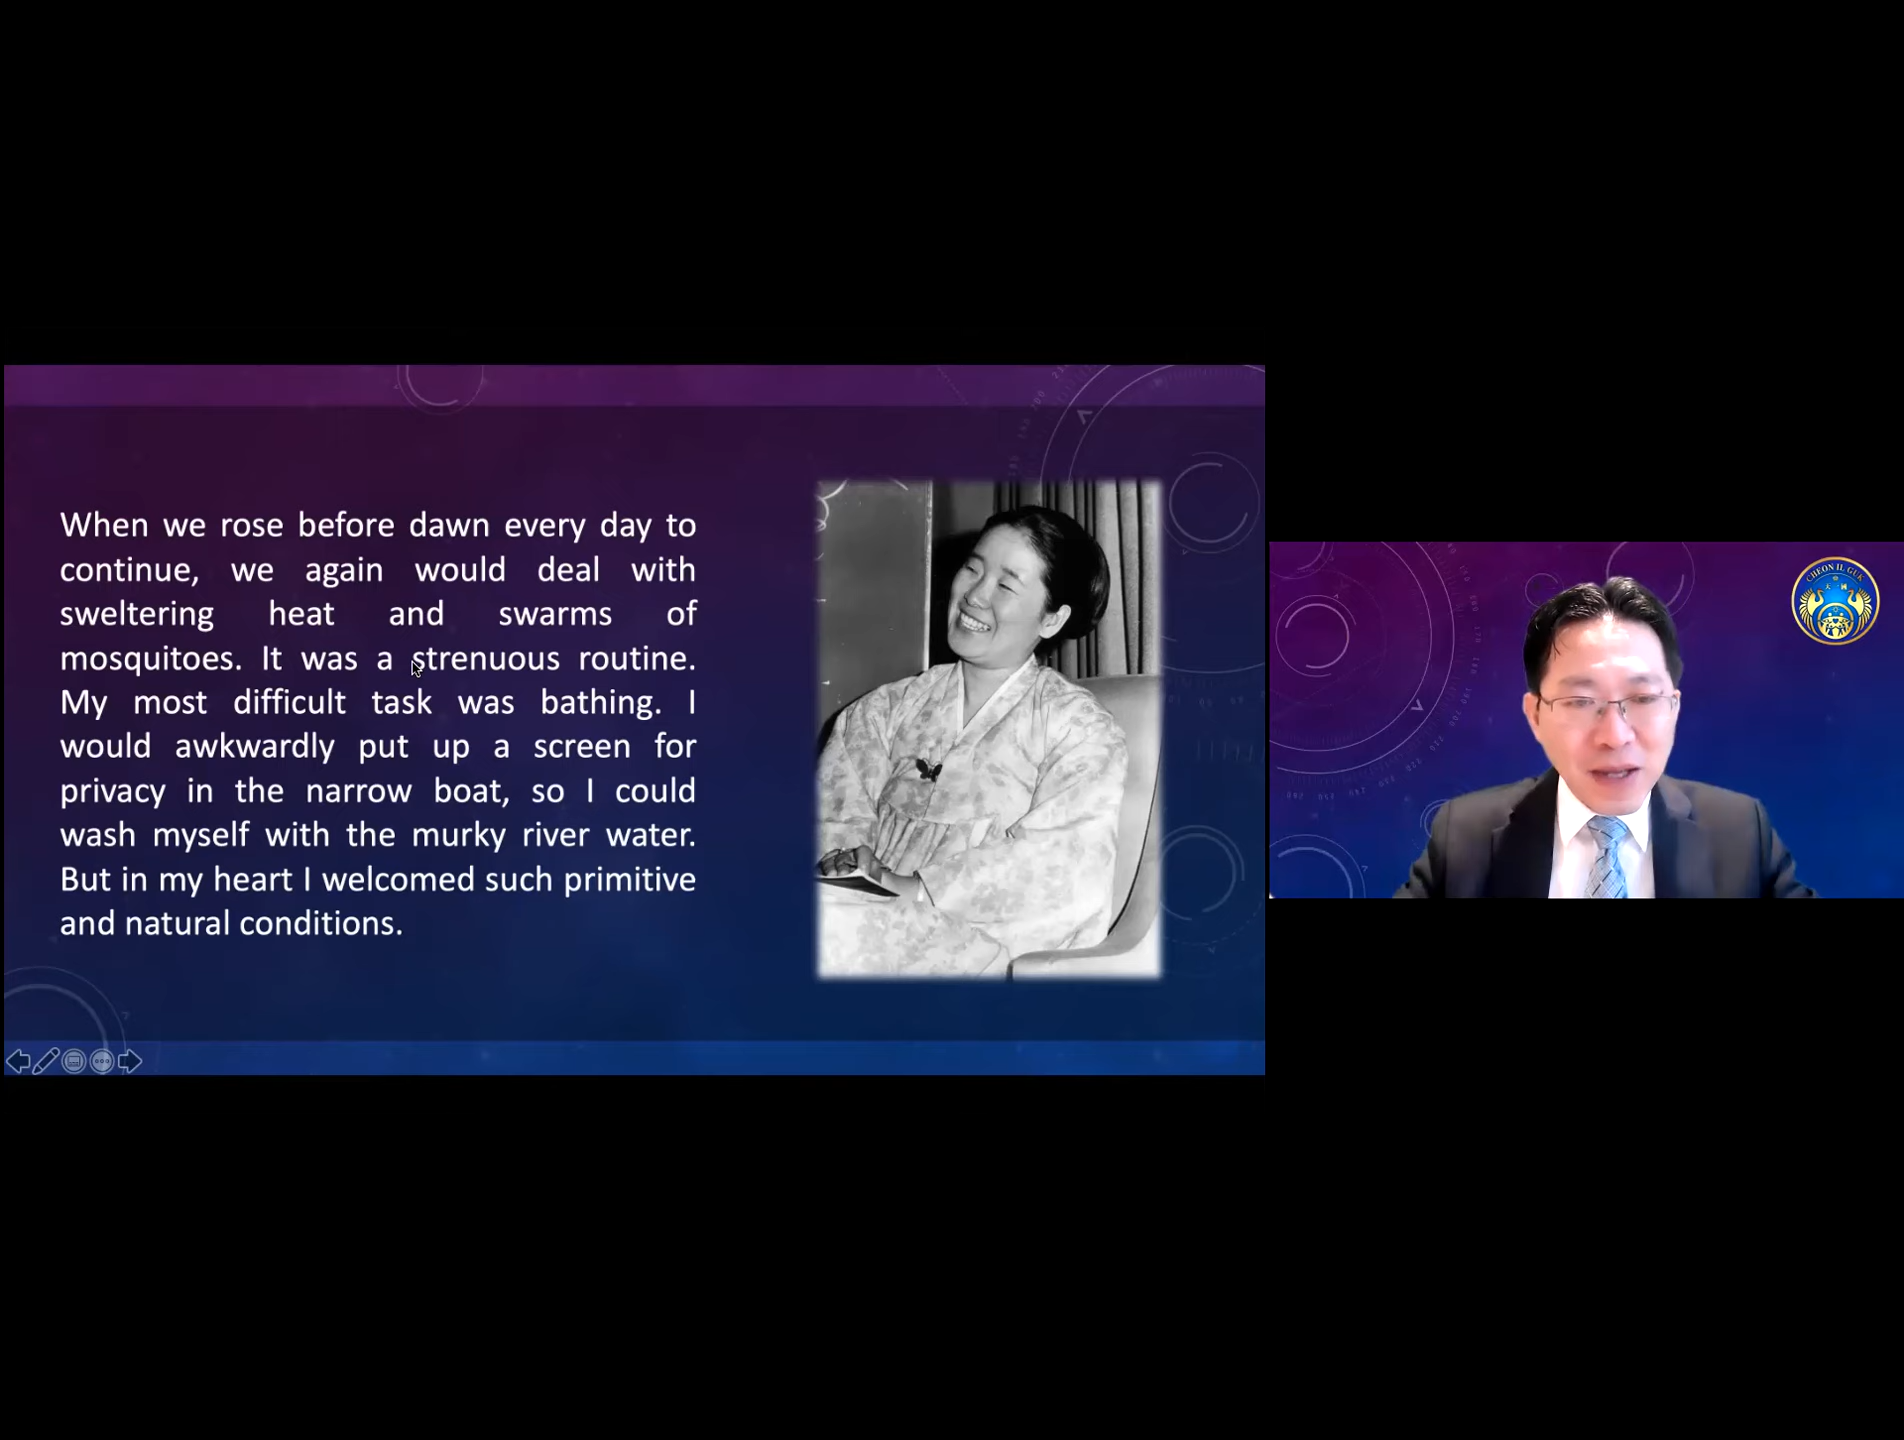 When we rose before dawn every day to
continue, we again would deal with
sweltering heat and swarms of
mosquitoes. It was a strenuous routine.
My most difficult task was bathing. I
would awkwardly put up a screen for
privacy in the narrow boat, so I could
wash myself with the murky river water.
But in my heart I welcomed such primitive
and natural conditions.
CHEON IL GUK